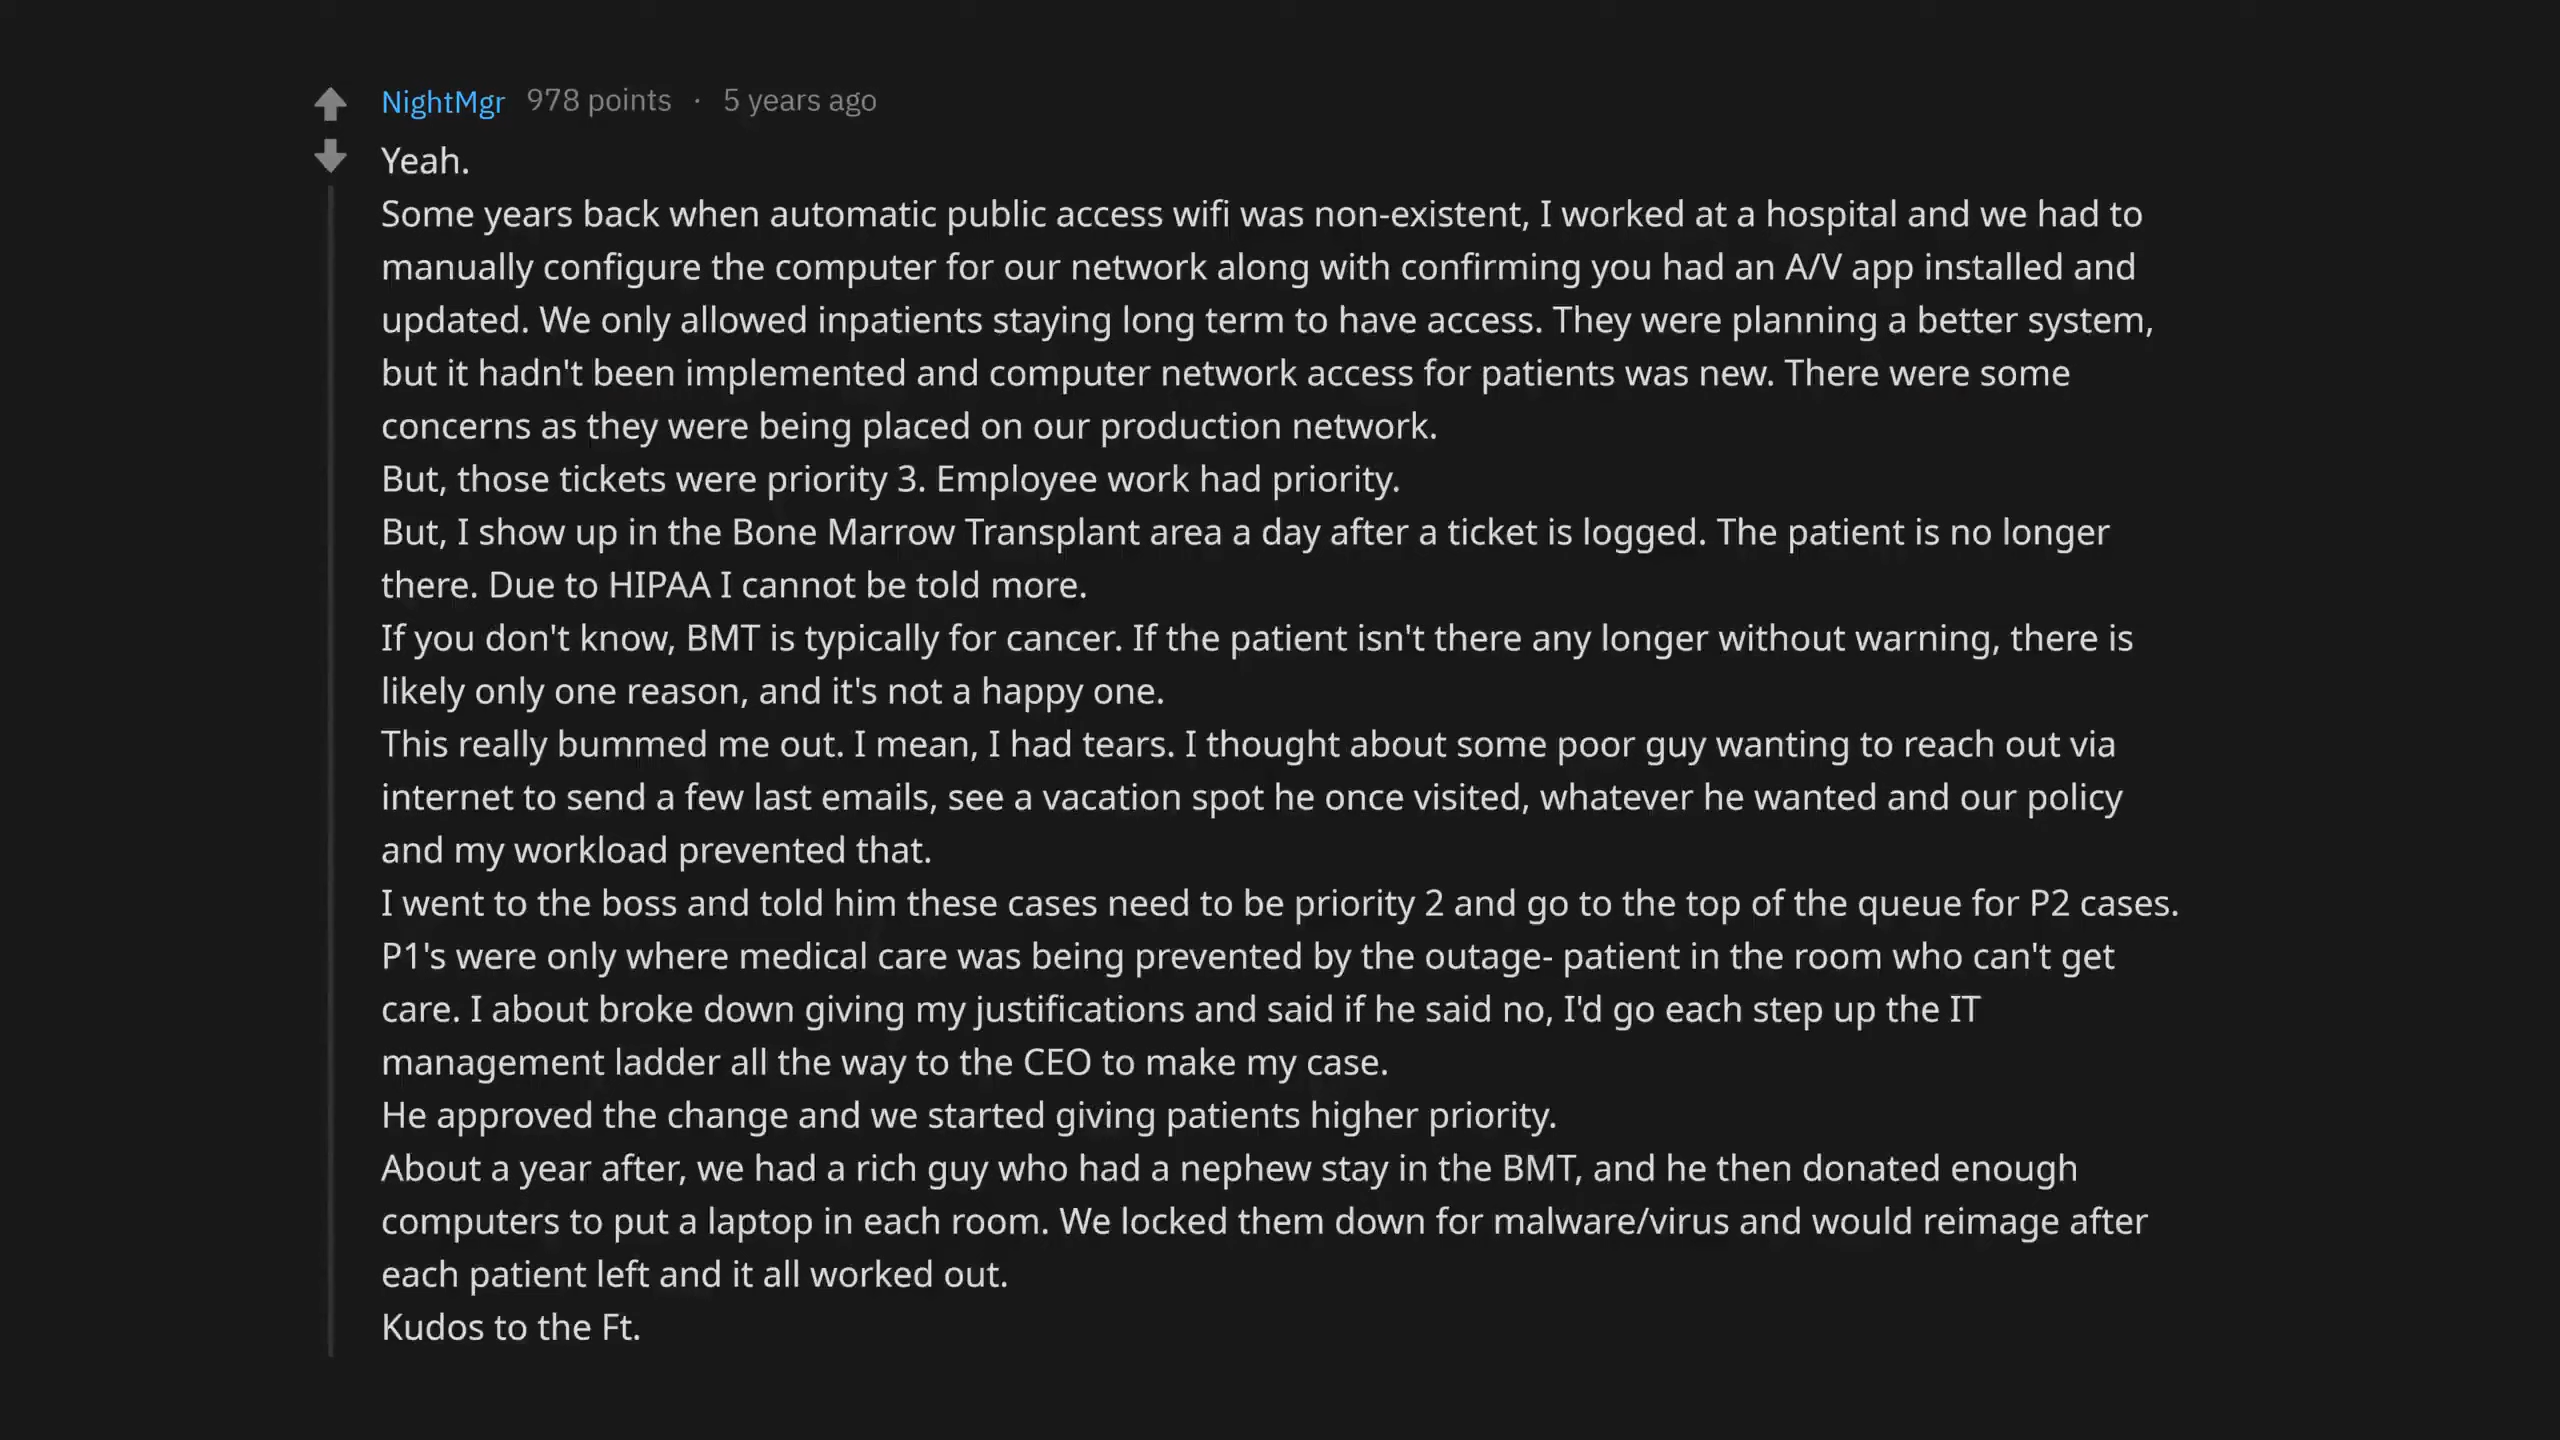 NightMgr 978 points · 5 years ago
Yeah.
Some years back when automatic public access wifi was non-existent, I worked at a hospital and we had to
manually configure the computer for our network along with confirming you had an A/V app installed and
updated. We only allowed inpatients staying long term to have access. They were planning a better system,
but it hadn't been implemented and computer network access for patients was new. There were some
concerns as they were being placed on our production network.
But, those tickets were priority 3. Employee work had priority.
But, I show up in the Bone Marrow Transplant area a day after a ticket is logged. The patient is no longer
there. Due to HIPAA I cannot be told more.
If you don't know, BMT is typically for cancer. If the patient isn't there any longer without warning, there is
likely only one reason, and it's not a happy one.
This really bummed me out. I mean, I had tears. I thought about some poor guy wanting to reach out via
internet to send a few last emails, see a vacation spot he once visited, whatever he wanted and our policy
and my workload prevented that.
I went to the boss and told him these cases need to be priority 2 and go to the top of the queue for P2 cases.
P1's were only where medical care was being prevented by the outage- patient in the room who can't get
care. I about broke down giving my justifications and said if he said no, I'd go each step up the IT
management ladder all the way to the CEO to make my case.
He approved the change and we started giving patients higher priority.
About a year after, we had a rich guy who had a nephew stay in the BMT, and he then donated enough
computers to put a laptop in each room. We locked them down for malware/virus and would reimage after
each patient left and it all worked out.
Kudos to the Ft.